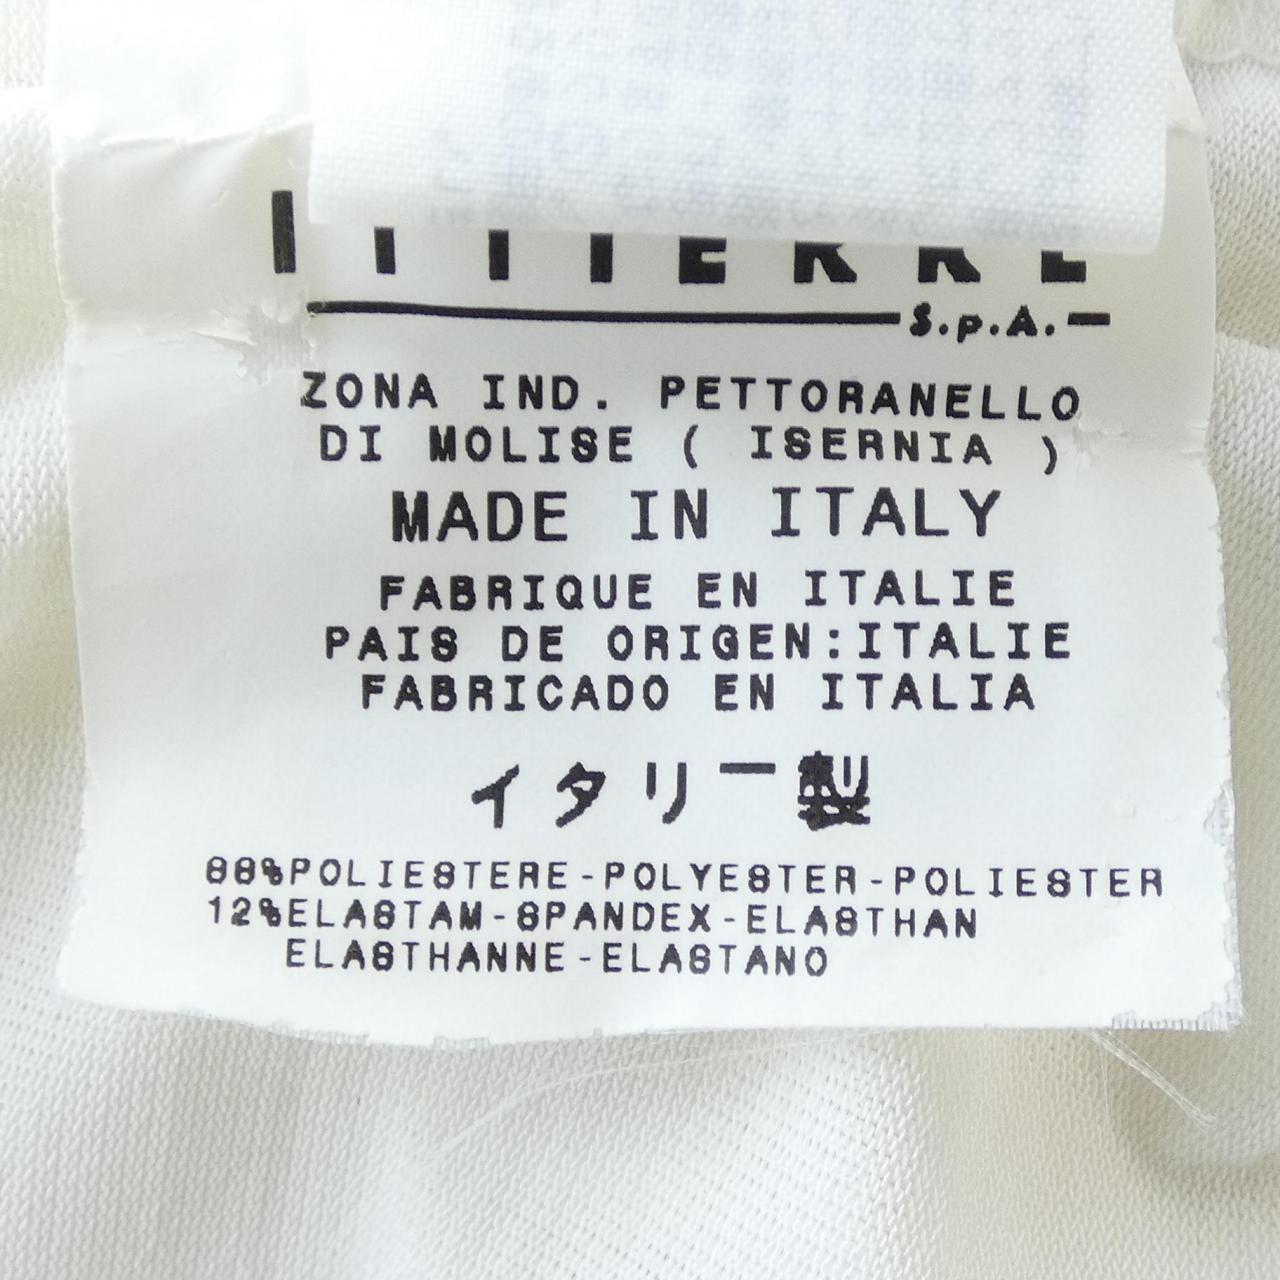 ITTIERRE
S.p.A.
ZONA IND. PETTORANELLO
DI MOLISE ( ISERNIA )
MADE IN ITALY
FABRIQUE EN ITALIE
PAIS DE ORIGEN:ITALIE
FABRICADO EN ITALIA
イタリー製
88%POLIESTERE-POLYESTER-POLIESTER
12%ELASTAM-SPANDEX-ELASTHAN
ELASTHANNE-ELASTANO